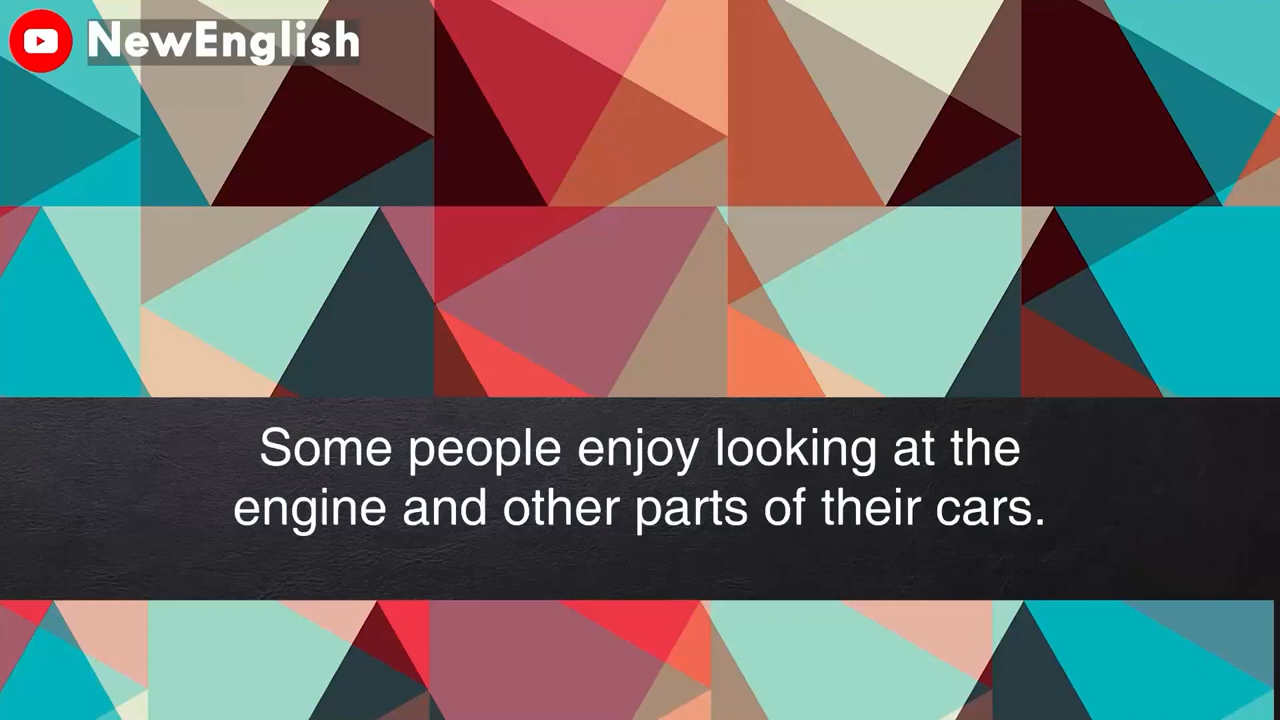 NewEnglish
Some people enjoy looking at the
engine and other parts of their cars.